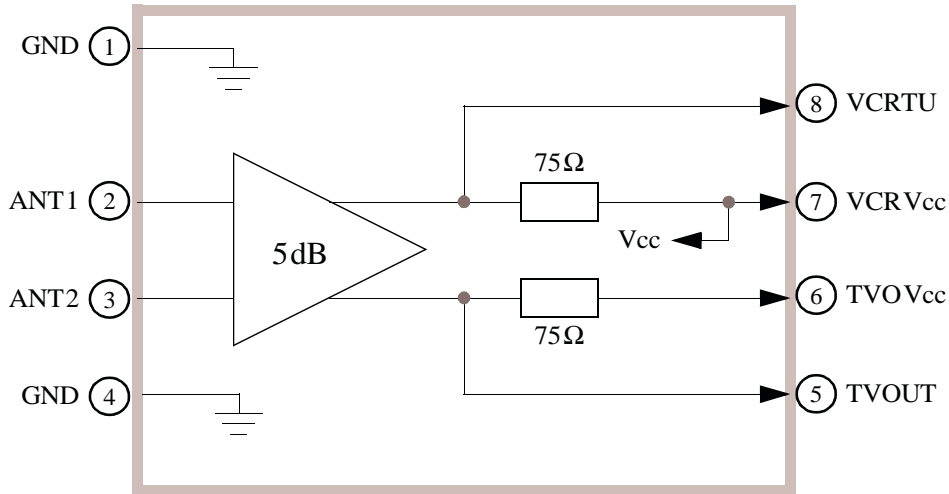 GND 1
8 VCRTU
75Ω
ANT1 2
7 VCRVcc
Vcc
5dB
ANT2 3
6 TVOVcc
75Ω
GND 4
5 TVOUT